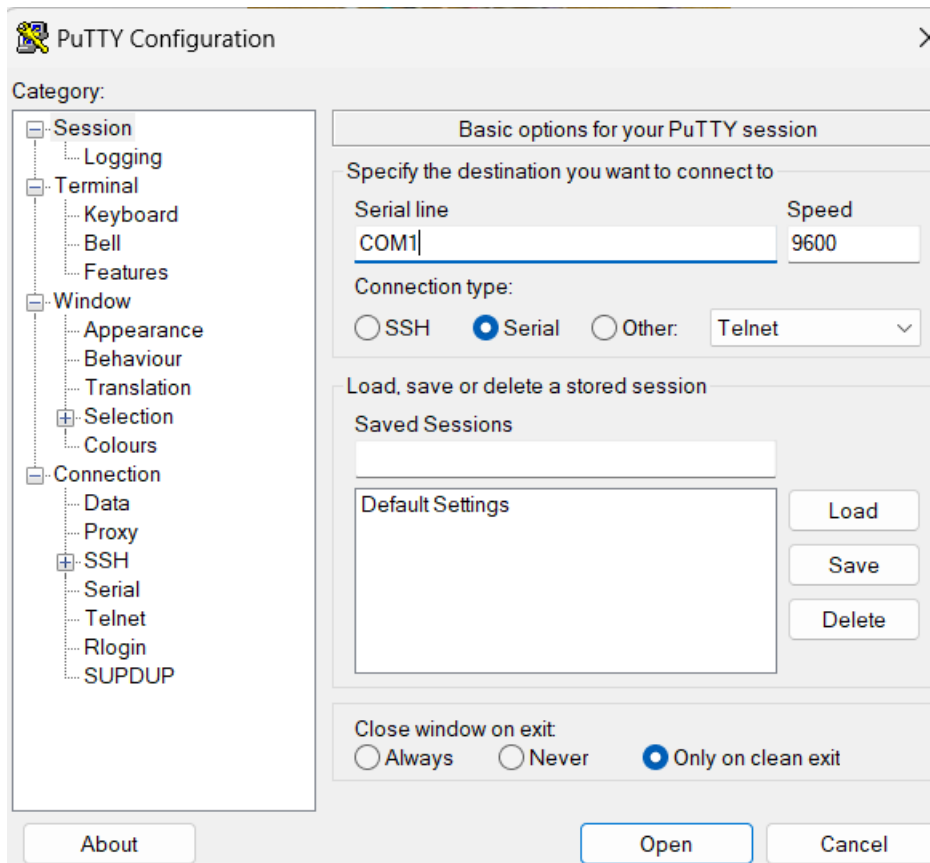 PuTTY Configuration
Category:
Session
Logging
Terminal
Keyboard
Bell
Features
Window
Appearance
Behaviour
Translation
Selection
Colours
Connection
Data
Proxy
SSH
Serial
Telnet
Rlogin
SUPDUP
Basic options for your PuTTY session
Specify the destination you want to connect to
Serial line Speed
COM1 9600
Connection type:
SSH Serial Other: Telnet
Load, save or delete a stored session
Saved Sessions
Default Settings
Load
Save
Delete
Close window on exit:
Always Never Only on clean exit
About Open Cancel